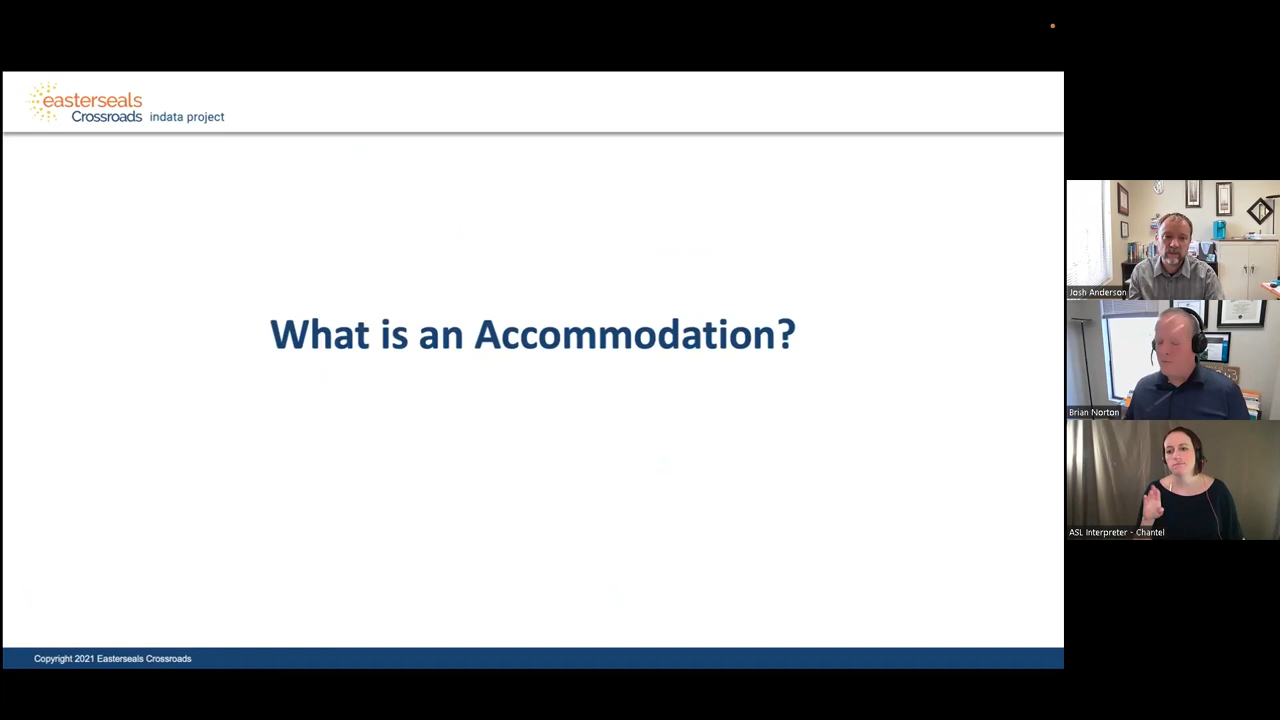 easterseals
Crossroads indata project
What is an Accommodation?
Copyright 2021 Easterseals Crossroads
Josh Anderson
Brian Norton
ASL Interpreter - Chantel